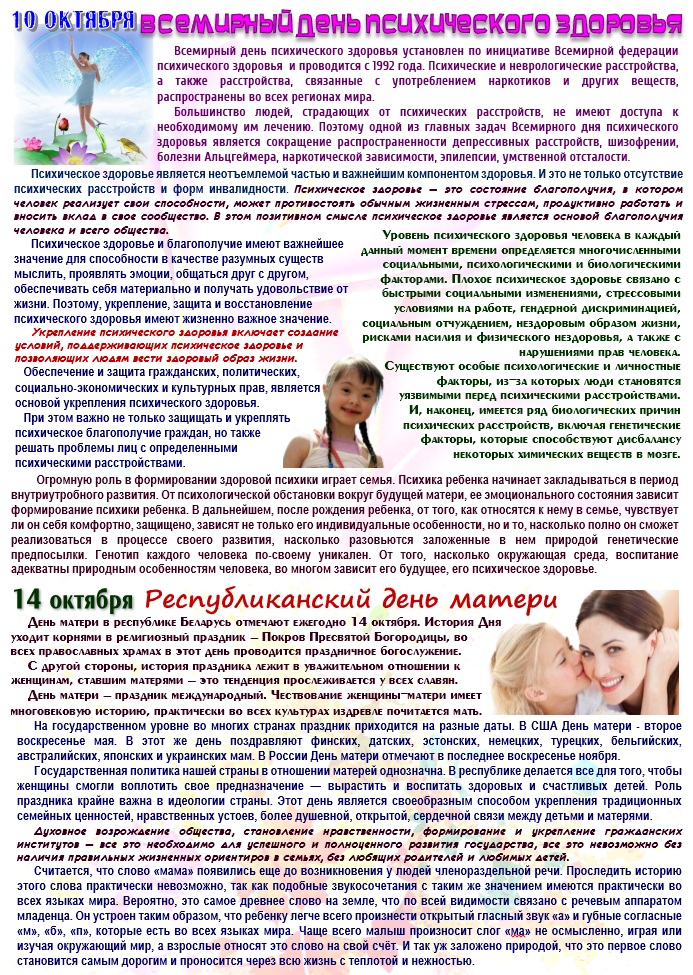 10 ОКТЯБРЯ ВСЕМИРНЫЙ ДЕНЬ ПСИХИЧЕСКОГО ЗДОРОВЬЯ
Всемирный день психического здоровья установлен по инициативе Всемирной федерации
психического здоровья и проводится с 1992 года. Психические и неврологические расстройства,
а также расстройства, связанные с употреблением наркотиков и других веществ,
распространены во всех регионах мира.
Большинство людей, страдающих от психических расстройств, не имеют доступа к
необходимому им лечению. Поэтому одной из главных задач Всемирного дня психического
здоровья является сокращение распространенности депрессивных расстройств, шизофрении,
болезни Альцгеймера, наркотической зависимости, эпилепсии, умственной отсталости.
Психическое здоровье является неотъемлемой частью и важнейшим компонентом здоровья. И это не только отсутствие
психических расстройств и форм инвалидности. Психическое здоровье – это состояние благополучия, в котором
человек реализует свои способности, может противостоять обычным жизненным стрессам, продуктивно работать и
вносить вклад в свое сообщество. В этом позитивном смысле психическое здоровье является основой благополучия
человека и всего общества.
Психическое здоровье и благополучие имеют важнейшее
значение для способности в качестве разумных существ
мыслить, проявлять эмоции, общаться друг с другом,
обеспечивать себя материально и получать удовольствие от
жизни. Поэтому, укрепление, защита и восстановление
психического здоровья имеют жизненно важное значение.
Укрепление психического здоровья включает создание
условий, поддерживающих психическое здоровье и
позволяющих людям вести здоровый образ жизни.
Обеспечение и защита гражданских, политических,
социально-экономических и культурных прав, является
основой укрепления психического здоровья.
При этом важно не только защищать и укреплять
психическое благополучие граждан, но также
решать проблемы лиц с определенными
психическими расстройствами.
Уровень психического здоровья человека в каждый
данный момент времени определяется многочисленными
социальными, психологическими и биологическими
факторами. Плохое психическое здоровье связано с
быстрыми социальными изменениями, стрессовыми
условиями на работе, гендерной дискриминацией,
социальным отчуждением, нездоровым образом жизни,
рисками насилия и физического нездоровья, а также с
нарушениями прав человека.
Существуют особые психологические и личностные
факторы, из-за которых люди становятся
уязвимыми перед психическими расстройствами.
И, наконец, имеется ряд биологических причин
психических расстройств, включая генетические
факторы, которые способствуют дисбалансу
некоторых химических веществ в мозге.
Огромную роль в формировании здоровой психики играет семья. Психика ребенка начинает закладываться в период
внутриутробного развития. От психологической обстановки вокруг будущей матери, ее эмоционального состояния зависит
формирование психики ребенка. В дальнейшем, после рождения ребенка, от того, как относятся к нему в семье, чувствует
ли он себя комфортно, защищено, зависят не только его индивидуальные особенности, но и то, насколько полно он сможет
реализоваться в процессе своего развития, насколько разовьются заложенные в нем природой генетические
предпосылки. Генотип каждого человека по-своему уникален. От того, насколько окружающая среда, воспитание
адекватны природным особенностям человека, во многом зависит его будущее, его психическое здоровье.
14 октября Республиканский день матери
День матери в республике Беларусь отмечают ежегодно 14 октября. История Дня
уходит корнями в религиозный праздник – Покров Пресвятой Богородицы, во
всех православных храмах в этот день проводится праздничное богослужение.
С другой стороны, история праздника лежит в уважительном отношении к
женщинам, ставшим матерями – это тенденция прослеживается у всех славян.
День матери – праздник международный. Чествование женщины-матери имеет
многовековую историю, практически во всех культурах издревле почитается мать.
На государственном уровне во многих странах праздник приходится на разные даты. В США День матери - второе
воскресенье мая. В этот же день поздравляют финских, датских, эстонских, немецких, турецких, бельгийских,
австралийских, японских и украинских мам. В России День матери отмечают в последнее воскресенье ноября.
Государственная политика нашей страны в отношении матерей однозначна. В республике делается все для того, чтобы
женщины смогли воплотить свое предназначение — вырастить и воспитать здоровых и счастливых детей. Роль
праздника крайне важна в идеологии страны. Этот день является своеобразным способом укрепления традиционных
семейных ценностей, нравственных устоев, более душевной, открытой, сердечной связи между детьми и матерями.
Духовное возрождение общества, становление нравственности, формирование и укрепление гражданских
институтов – все это необходимо для успешного и полноценного развития государства, все это невозможно без
наличия правильных жизненных ориентиров в семьях, без любящих родителей и любимых детей.
Считается, что слово «мама» появились еще до возникновения у людей членораздельной речи. Проследить историю
этого слова практически невозможно, так как подобные звукосочетания с таким же значением имеются практически во
всех языках мира. Вероятно, это самое древнее слово на земле, что по всей видимости связано с речевым аппаратом
младенца. Он устроен таким образом, что ребенку легче всего произнести открытый гласный звук «а» и губные согласные
«м», «б», «п», которые есть во всех языках мира. Чаще всего малыш произносит слог «ма» не осмысленно, играя или
изучая окружающий мир, а взрослые относят это слово на свой счёт. И так уж заложено природой, что это первое слово
становится самым дорогим и проносится через всю жизнь с теплотой и нежностью.